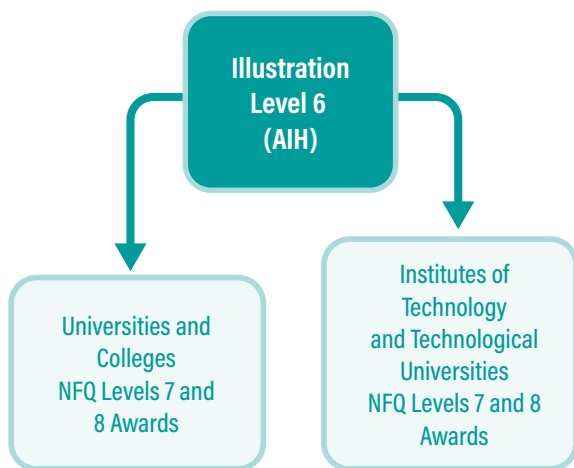 Illustration
Level 6
(AIH)
Universities and
Colleges
NFQ Levels 7 and
8 Awards
Institutes of
Technology
and Technological
Universities
NFQ Levels 7 and 8
Awards